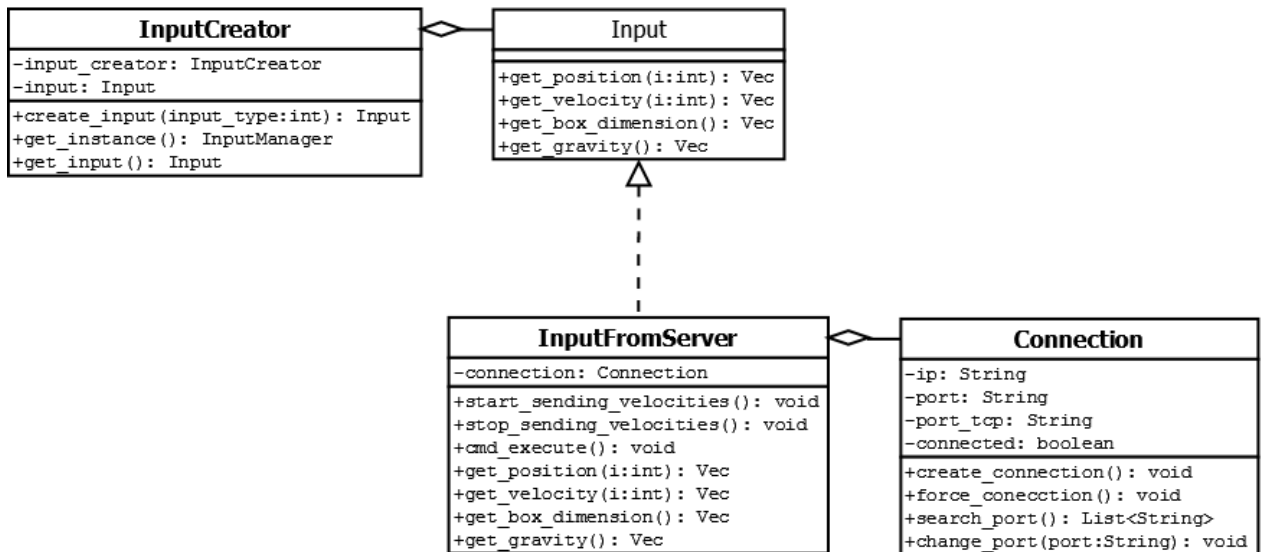 InputCreator
-input_creator: InputCreator
-input: Input
+create_input(input_type:int): Input
+get_instance(): InputManager
+get_input(): Input
Input
+get_position(i:int): Vec
+get_velocity(i:int): Vec
+get_box_dimension(): Vec
+get_gravity(): Vec
InputFromServer
-connection: Connection
+start_sending_velocities(): void
+stop_sending_velocities(): void
+cmd_execute(): void
+get_position(i:int): Vec
+get_velocity(i:int): Vec
+get_box_dimension(): Vec
+get_gravity(): Vec
Connection
-ip: String
-port: String
-port_tcp: String
-connected: boolean
+create_connection(): void
+force_conecction(): void
+search_port(): List<String>
+change_port(port:String): void